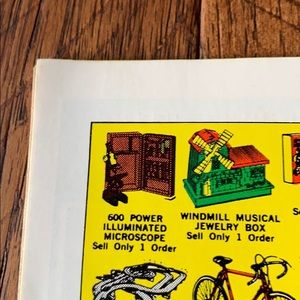 600 POWER
ILLUMINATED
MICROSCOPE
Sell Only 1 Order
WINDMILL MUSICAL
JEWELRY BOX
Sell Only 1 Order